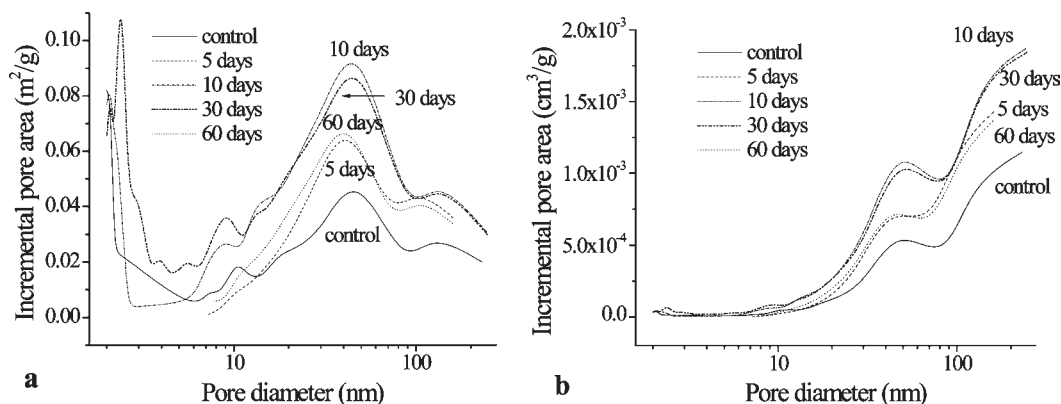 Incremental pore area (m²/g)
0.10
0.08
0.06
0.04
0.02
0.00
control
5 days
10 days
30 days
60 days
10 days
30 days
60 days
5 days
control
10
100
a
Pore diameter (nm)
Incremental pore area (cm³/g)
2.0x10⁻³
1.5x10⁻³
1.0x10⁻³
5.0x10⁻⁴
0.0
control
5 days
10 days
30 days
60 days
10 days
30 days
5 days
60 days
control
10
100
b
Pore diameter (nm)